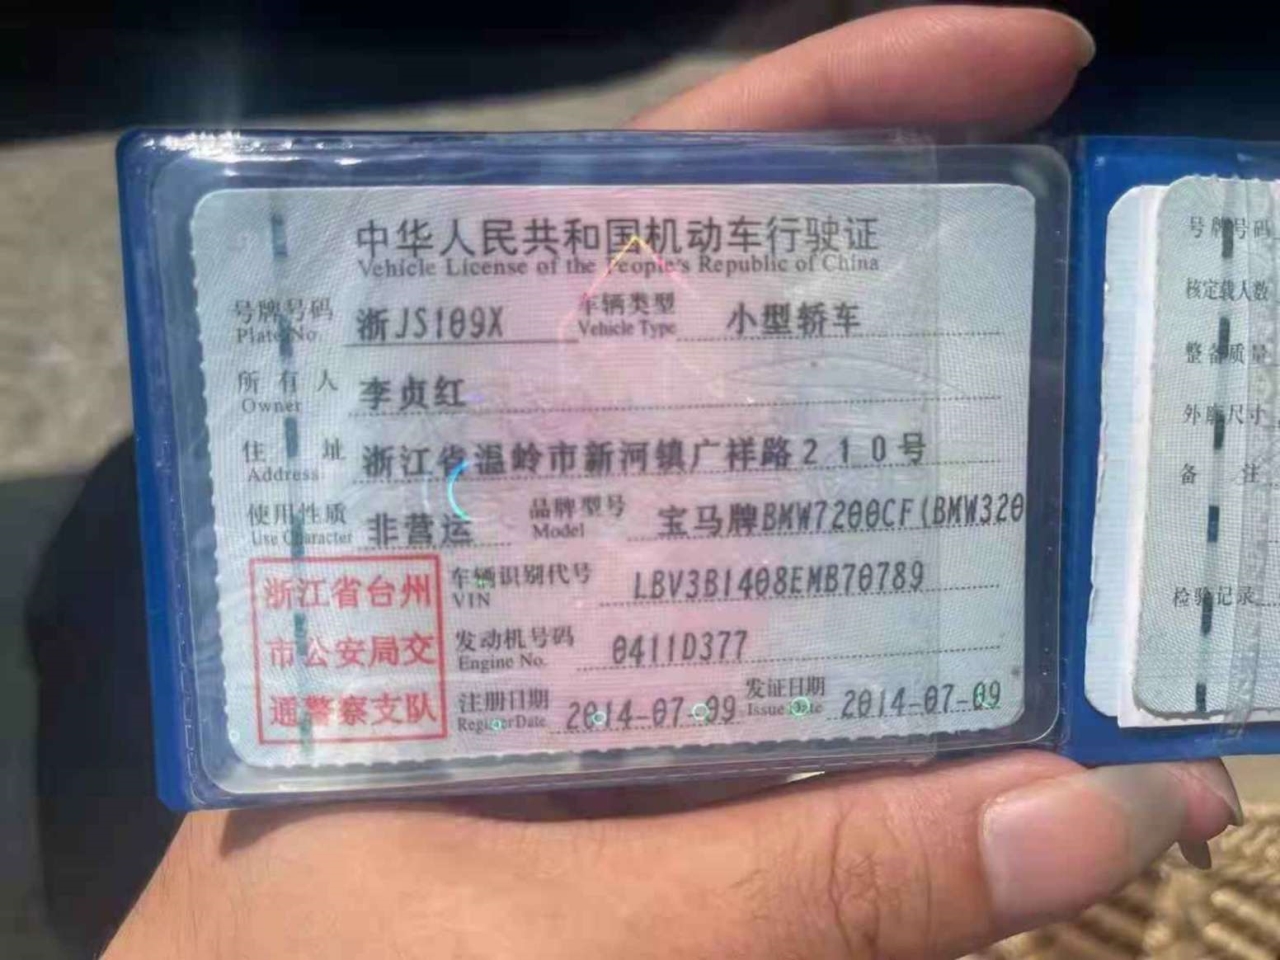 中华人民共和国机动车行驶证
Vehicle License of the People's Republic of China
号牌号码 浙JS109X 车辆类型 小型轿车
Plate No. Vehicle Type
所有人 李贞红
Owner
住址 浙江省温岭市新河镇广祥路210号
Address
使用性质 非营运 品牌型号 宝马牌BMW7200CF(BMW320
Use Character Model
浙江省台州
市公安局交
通警察支队
车辆识别代号 LBV3B1408EMB70789
VIN
发动机号码 0411D377
Engine No.
注册日期 2014-07-09 发证日期 2014-07-09
Register Date Issue Date
号牌号码
核定载人数
整备质量
外廓尺寸
备注
检验记录